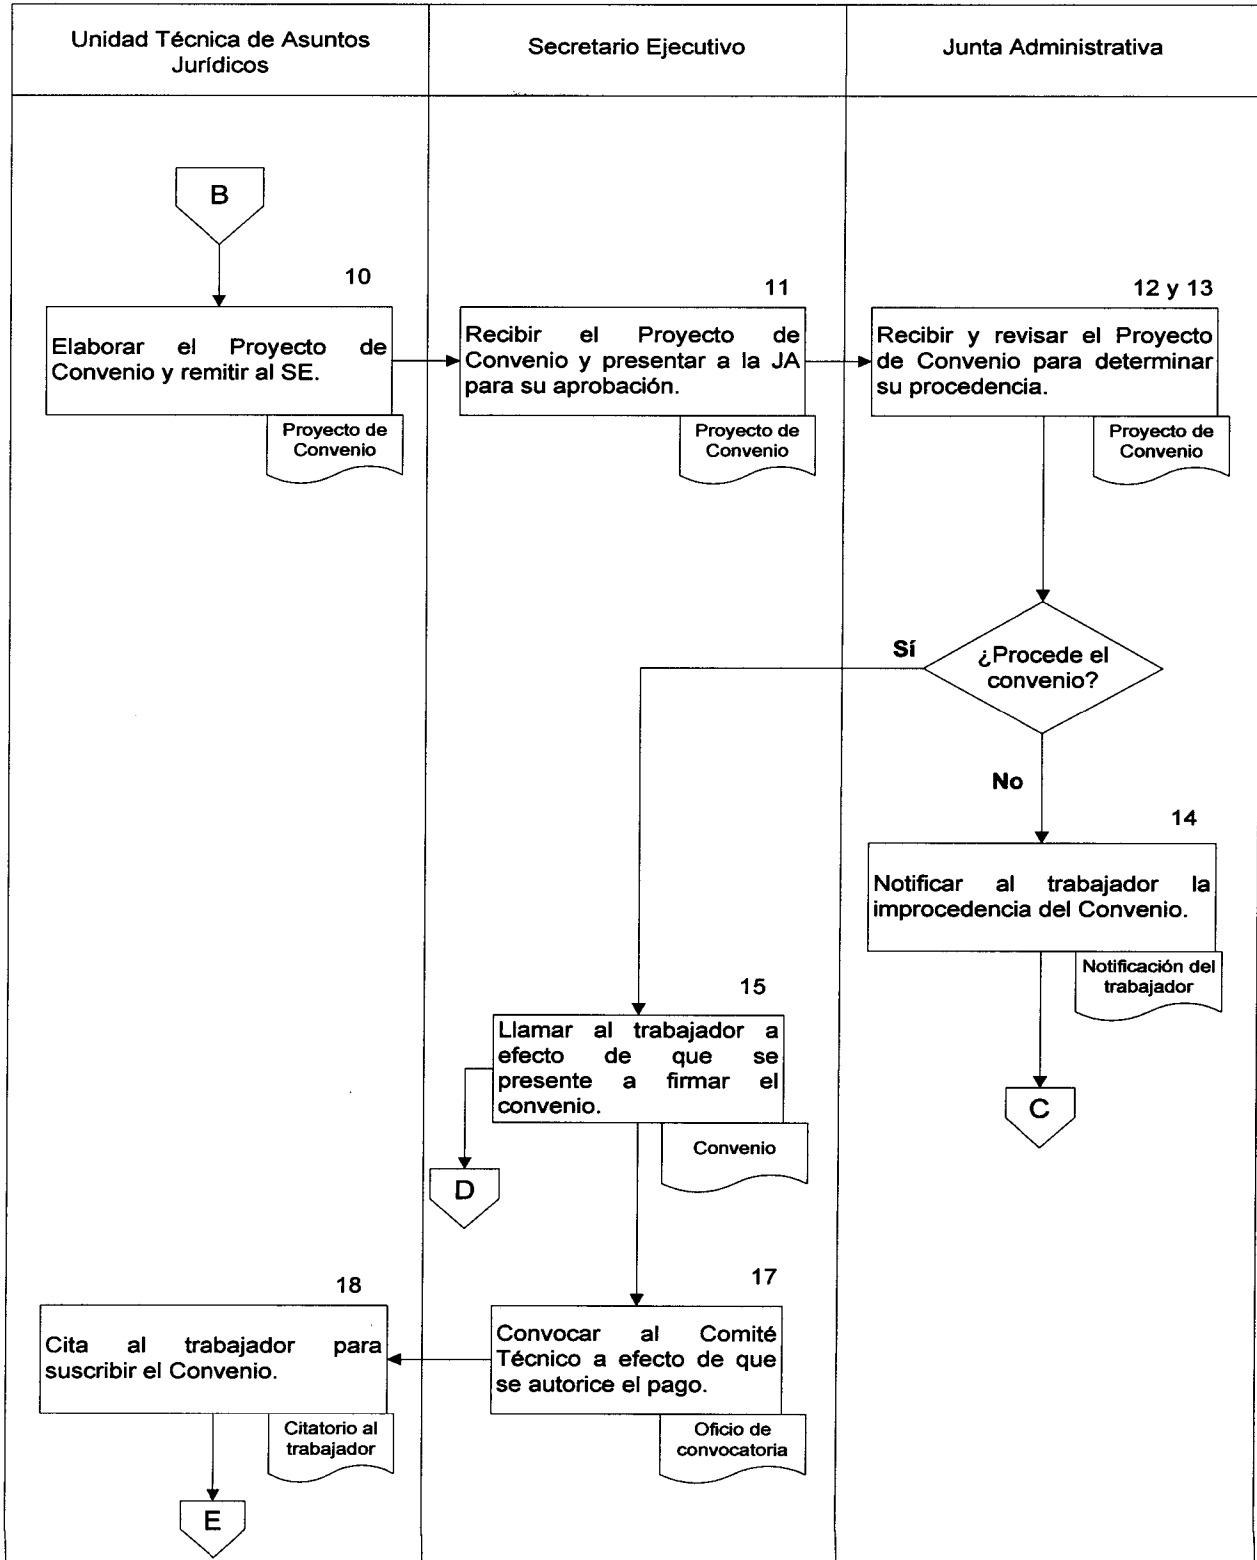 Unidad Técnica de Asuntos
Jurídicos
Secretario Ejecutivo
Junta Administrativa
B
10
Elaborar el Proyecto de
Convenio y remitir al SE.
Proyecto de
Convenio
11
Recibir el Proyecto de
Convenio y presentar a la JA
para su aprobación.
Proyecto de
Convenio
12 y 13
Recibir y revisar el Proyecto
de Convenio para determinar
su procedencia.
Proyecto de
Convenio
¿Procede el
convenio?
Sí
No
14
Notificar al trabajador la
improcedencia del Convenio.
Notificación del
trabajador
C
15
Llamar al trabajador a
efecto de que se
presente a firmar el
convenio.
Convenio
D
17
Convocar al Comité
Técnico a efecto de que
se autorice el pago.
Oficio de
convocatoria
18
Cita al trabajador para
suscribir el Convenio.
Citatorio al
trabajador
E